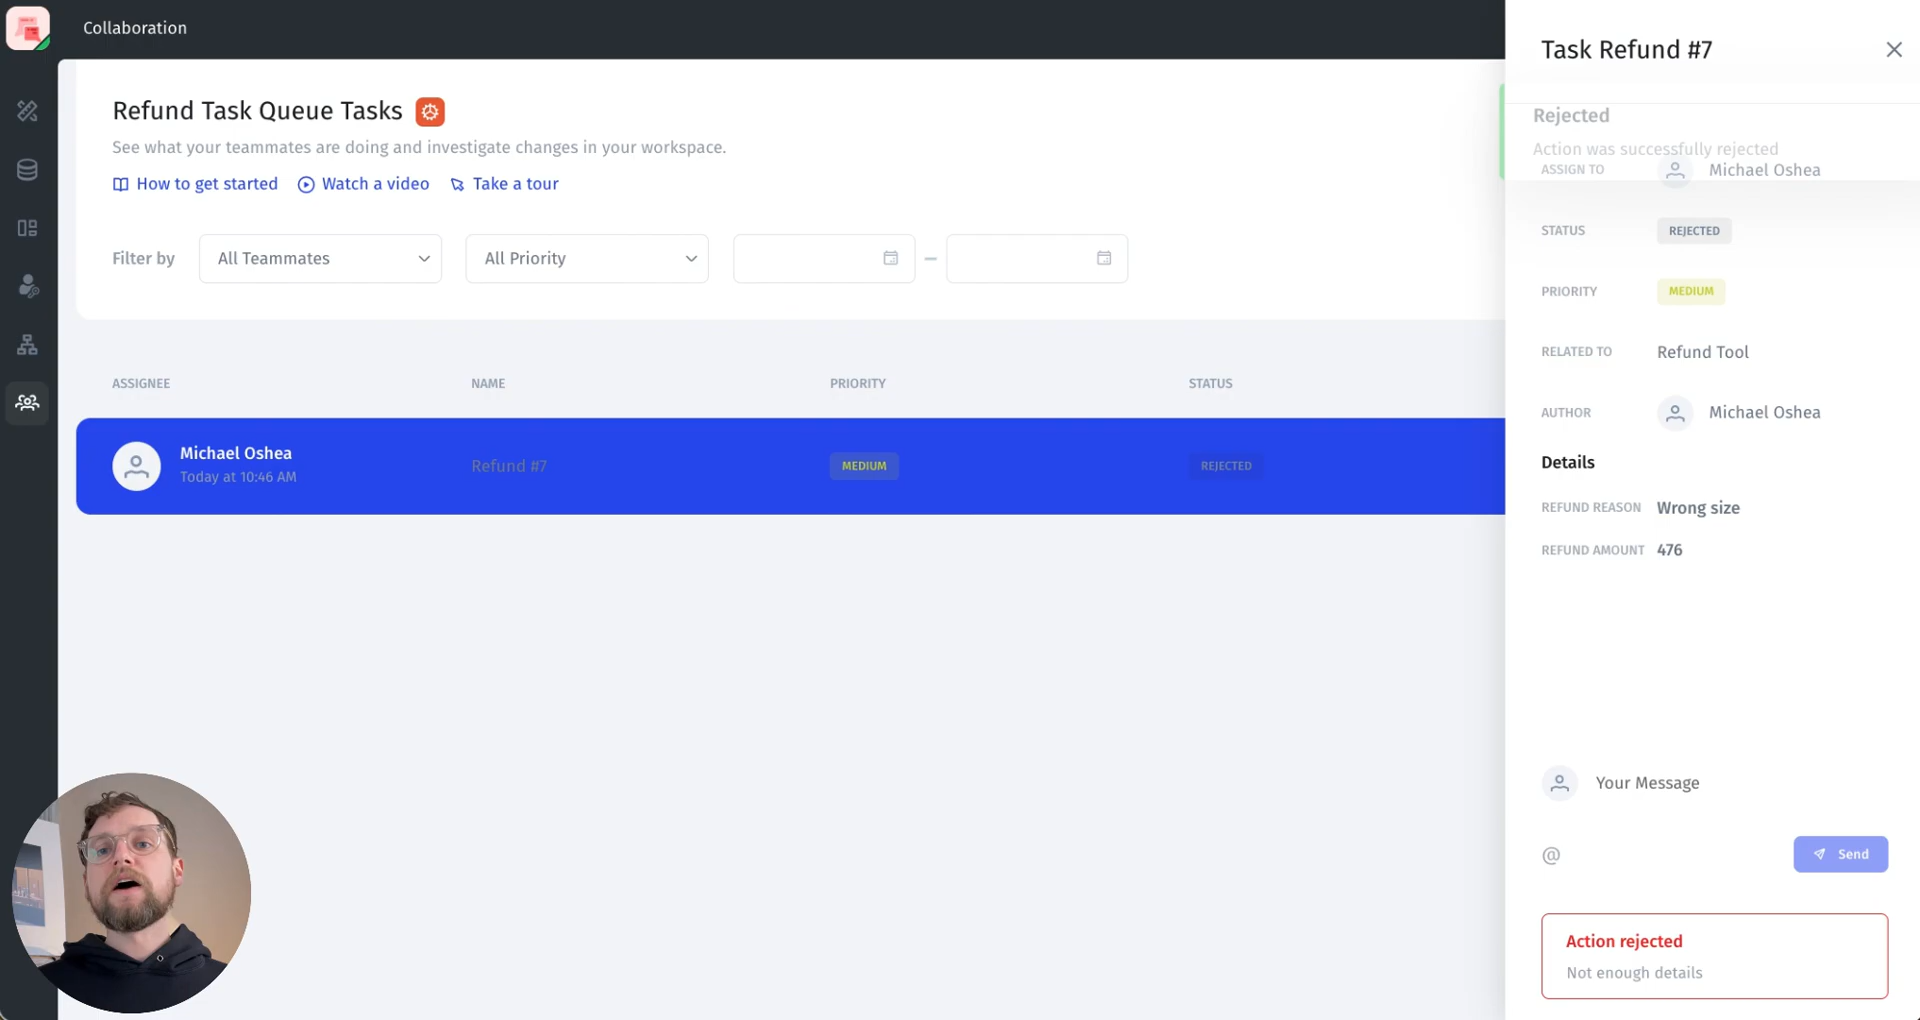 Collaboration
Refund Task Queue Tasks
See what your teammates are doing and investigate changes in your workspace.
How to get started
Watch a video
Take a tour
Filter by
All Teammates
All Priority
–
ASSIGNEE
NAME
PRIORITY
STATUS
Michael Oshea
Today at 10:46 AM
Refund #7
MEDIUM
REJECTED
Task Refund #7
Rejected
Action was successfully rejected
ASSIGN TO
Michael Oshea
STATUS
REJECTED
PRIORITY
MEDIUM
RELATED TO
Refund Tool
AUTHOR
Michael Oshea
Details
REFUND REASON
Wrong size
REFUND AMOUNT
476
Your Message
@
Send
Action rejected
Not enough details